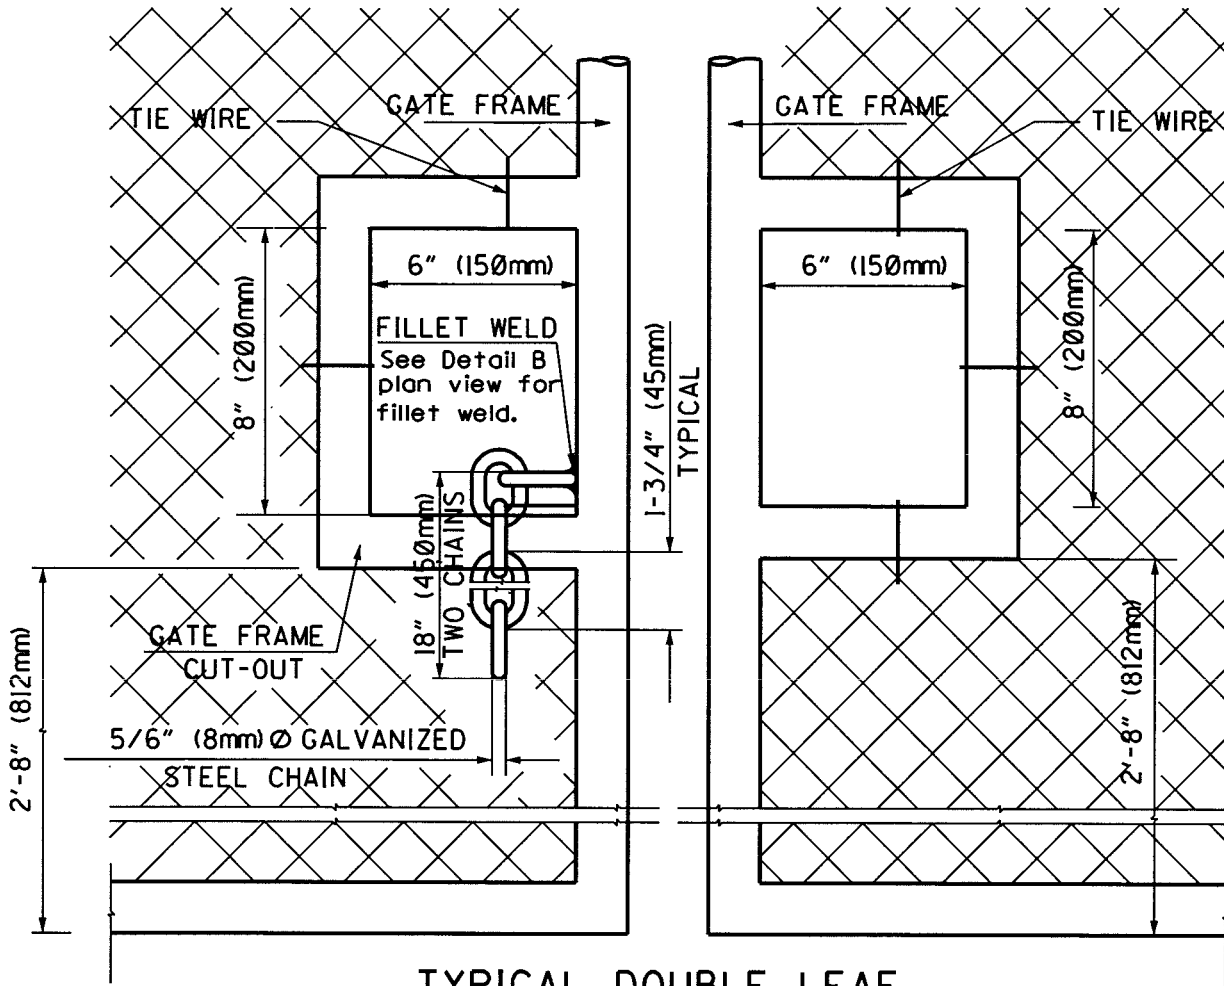 TIE WIRE
GATE FRAME
GATE FRAME
TIE WIRE
6" (150mm)
8" (200mm)
FILLET WELD
See Detail B
plan view for
fillet weld.
1-3/4" (45mm)
TYPICAL
6" (150mm)
8" (200mm)
18" (460mm)
TWO CHAINS
GATE FRAME
CUT-OUT
2'-8" (812mm)
2'-8" (812mm)
5/6" (8mm) Ø GALVANIZED
STEEL CHAIN
TYPICAL DOUBLE LEAF